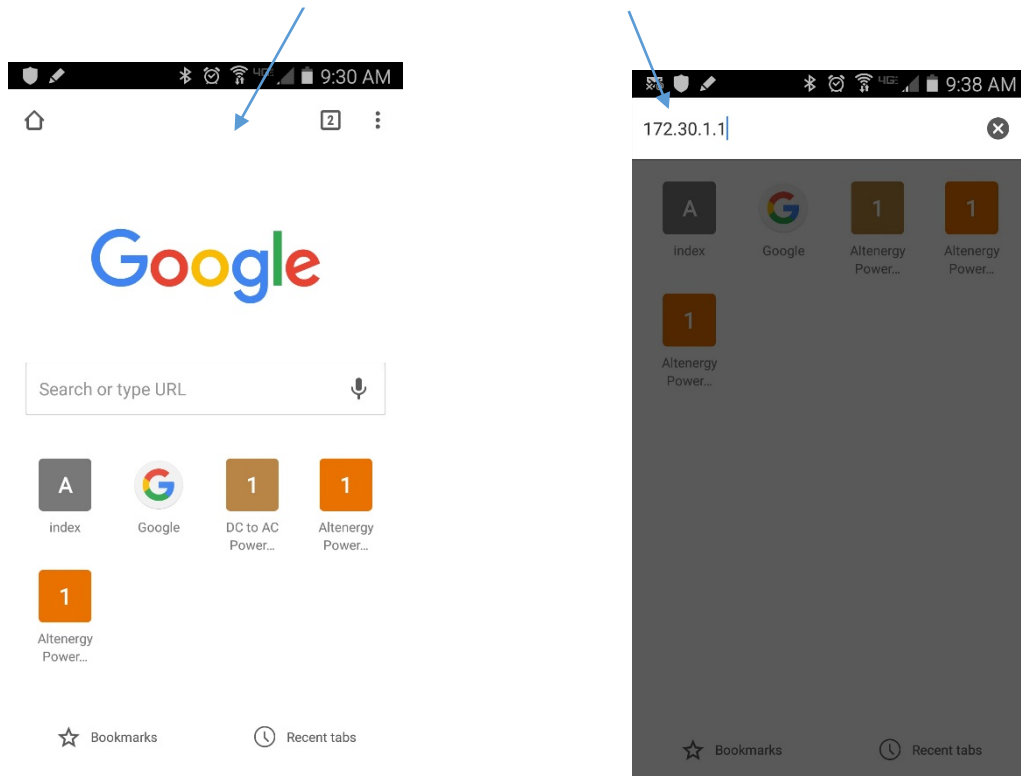 4GE 9:30 AM
2
Google
Search or type URL
A
1
1
index
Google
DC to AC
Power...
Altenergy
Power...
1
Altenergy
Power...
Bookmarks
Recent tabs
4GE 9:38 AM
172.30.1.1
A
1
1
index
Google
Altenergy
Power...
Altenergy
Power...
1
Altenergy
Power...
Bookmarks
Recent tabs